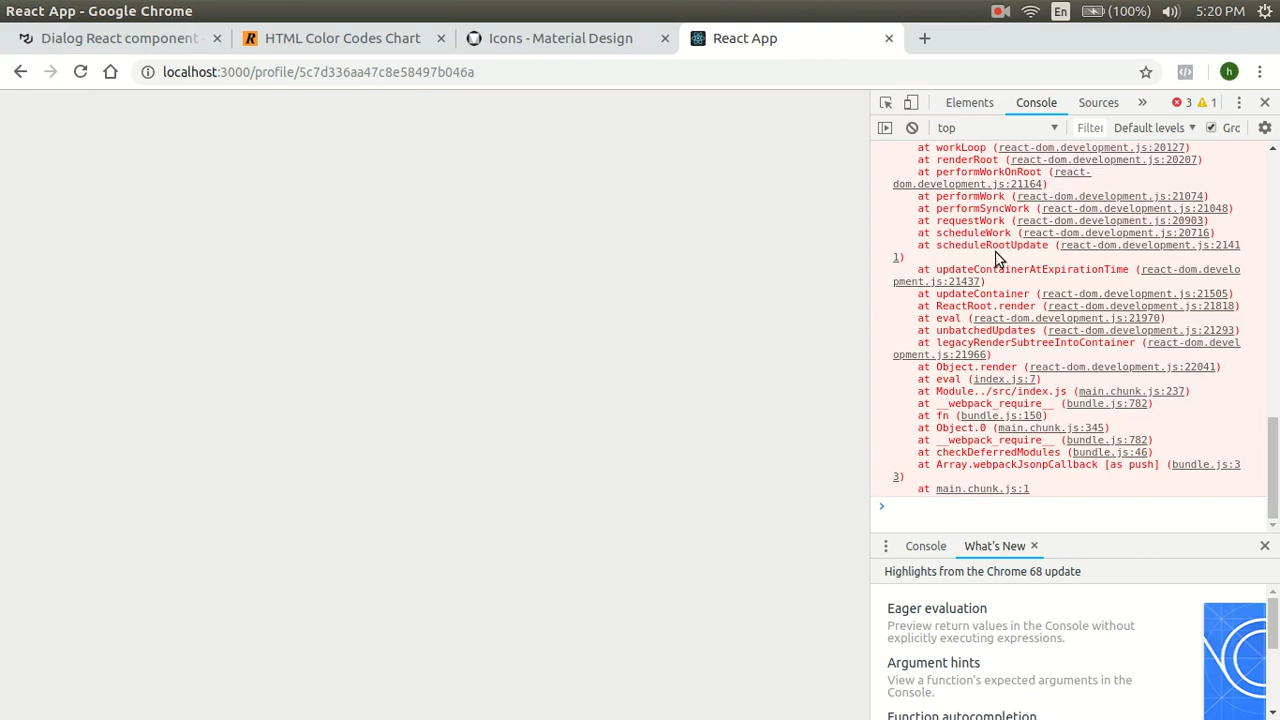 React App - Google Chrome
En
(100%)
5:20 PM
Dialog React component -
HTML Color Codes Chart
Icons - Material Design
React App
localhost:3000/profile/5c7d336aa47c8e58497b046a
h
Elements
Console
Sources
3
1
top
Filter
Default levels
Gro
at workLoop (react-dom.development.js:20127)
at renderRoot (react-dom.development.js:20207)
at performWorkOnRoot (react-
dom.development.js:21164)
at performWork (react-dom.development.js:21074)
at performSyncWork (react-dom.development.js:21048)
at requestWork (react-dom.development.js:20903)
at scheduleWork (react-dom.development.js:20716)
at scheduleRootUpdate (react-dom.development.js:2141
1)
at updateContainerAtExpirationTime (react-dom.develo
pment.js:21437)
at updateContainer (react-dom.development.js:21505)
at ReactRoot.render (react-dom.development.js:21818)
at eval (react-dom.development.js:21970)
at unbatchedUpdates (react-dom.development.js:21293)
at legacyRenderSubtreeIntoContainer (react-dom.devel
opment.js:21966)
at Object.render (react-dom.development.js:22041)
at eval (index.js:7)
at Module../src/index.js (main.chunk.js:237)
at __webpack_require__ (bundle.js:782)
at fn (bundle.js:150)
at Object.0 (main.chunk.js:345)
at __webpack_require__ (bundle.js:782)
at checkDeferredModules (bundle.js:46)
at Array.webpackJsonpCallback [as push] (bundle.js:3
3)
at main.chunk.js:1
Console
What's New
Highlights from the Chrome 68 update
Eager evaluation
Preview return values in the Console without
explicitly executing expressions.
Argument hints
View a function's expected arguments in the
Console.
Function autocompletion